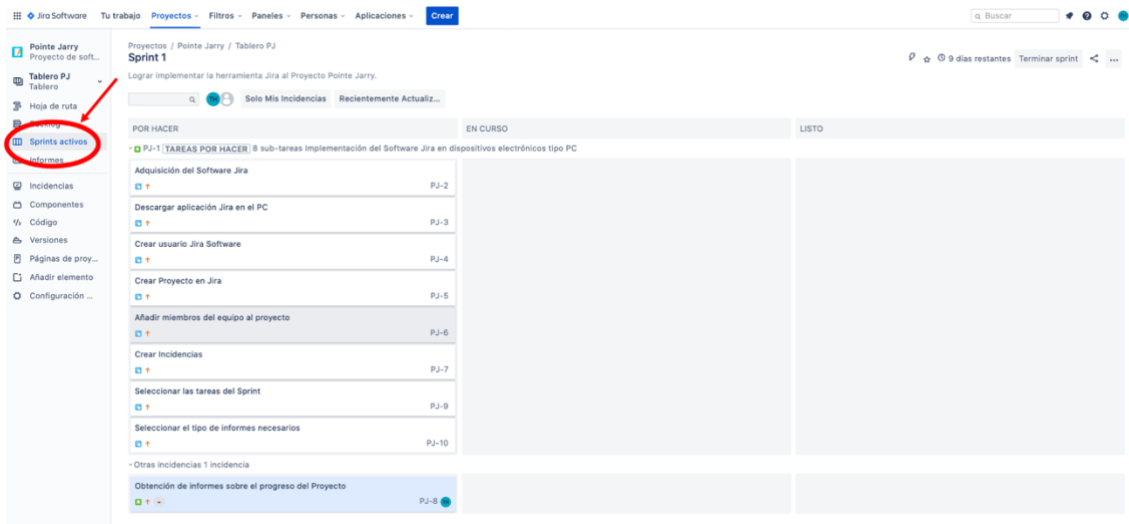 Jira Software Tu trabajo Proyectos Filtros Paneles Personas Aplicaciones Crear Buscar
Pointe Jarry
Proyecto de soft...
Tablero PJ
Tablero
Hoja de ruta
Sprints activos
Informes
Incidencias
Componentes
Código
Versiones
Páginas de proy...
Añadir elemento
Configuración ...
Proyectos / Pointe Jarry / Tablero PJ
Sprint 1
9 días restantes Terminar sprint
Lograr implementar la herramienta Jira al Proyecto Pointe Jarry.
Solo Mis Incidencias Recientemente Actualiz...
POR HACER EN CURSO LISTO
PJ-1 TAREAS POR HACER 8 sub-tareas Implementación del Software Jira en dispositivos electrónicos tipo PC
Adquisición del Software Jira
PJ-2
Descargar aplicación Jira en el PC
PJ-3
Crear usuario Jira Software
PJ-4
Crear Proyecto en Jira
PJ-5
Añadir miembros del equipo al proyecto
PJ-6
Crear Incidencias
PJ-7
Seleccionar las tareas del Sprint
PJ-9
Seleccionar el tipo de informes necesarios
PJ-10
Otras incidencias 1 incidencia
Obtención de informes sobre el progreso del Proyecto
PJ-8